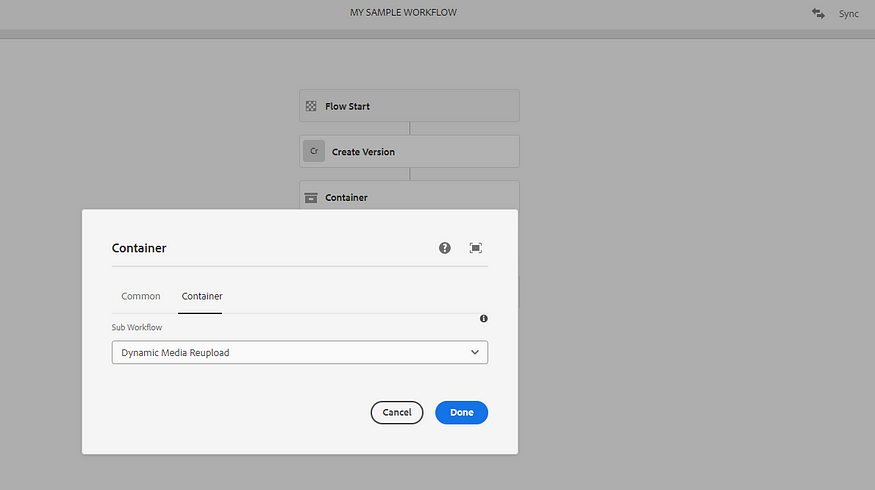 MY SAMPLE WORKFLOW
Sync
Flow Start
Cr
Create Version
Container
Container
?
Common
Container
i
Sub Workflow
Dynamic Media Reupload
Cancel
Done